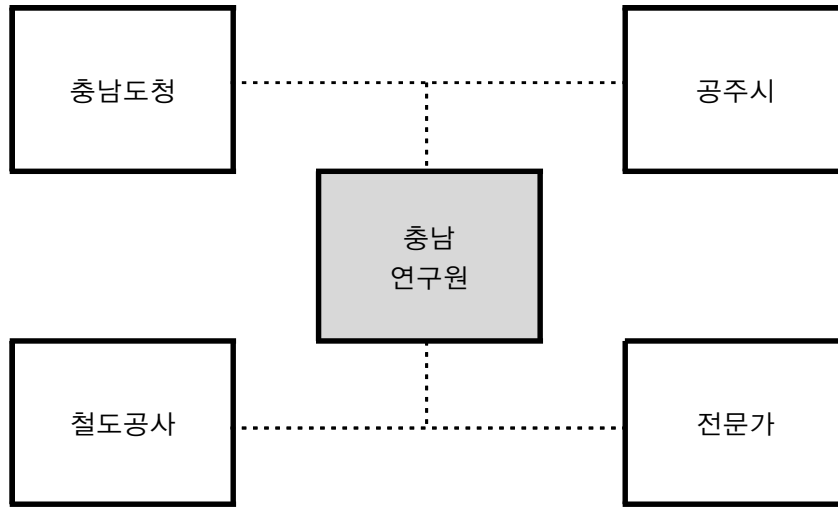 충남도청
공주시
충남
연구원
철도공사
전문가